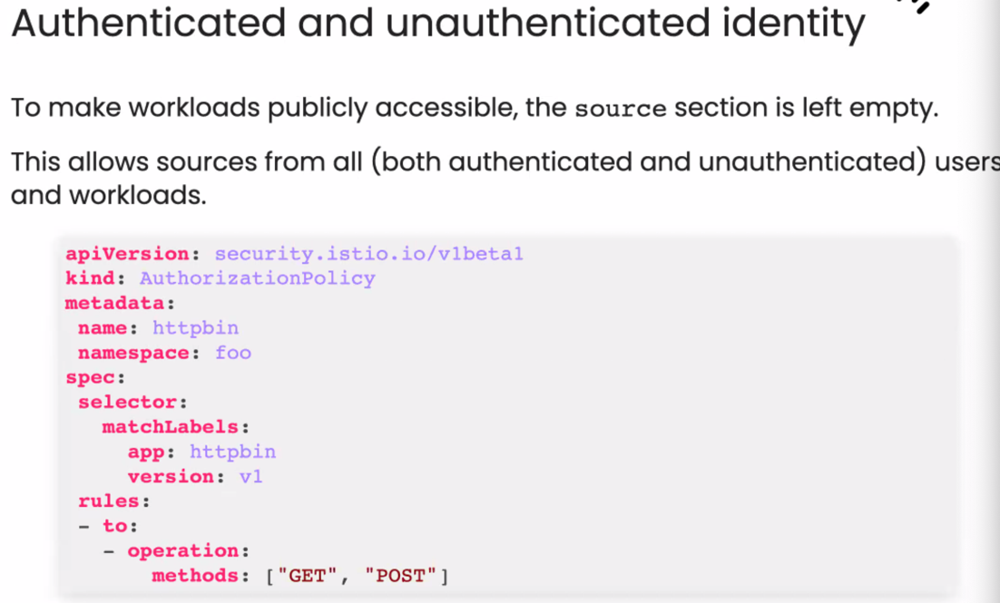 Authenticated and unauthenticated identity
To make workloads publicly accessible, the source section is left empty.
This allows sources from all (both authenticated and unauthenticated) users
and workloads.
apiVersion: security.istio.io/v1beta1
kind: AuthorizationPolicy
metadata:
 name: httpbin
 namespace: foo
spec:
 selector:
   matchLabels:
     app: httpbin
     version: v1
 rules:
 - to:
   - operation:
       methods: ["GET", "POST"]